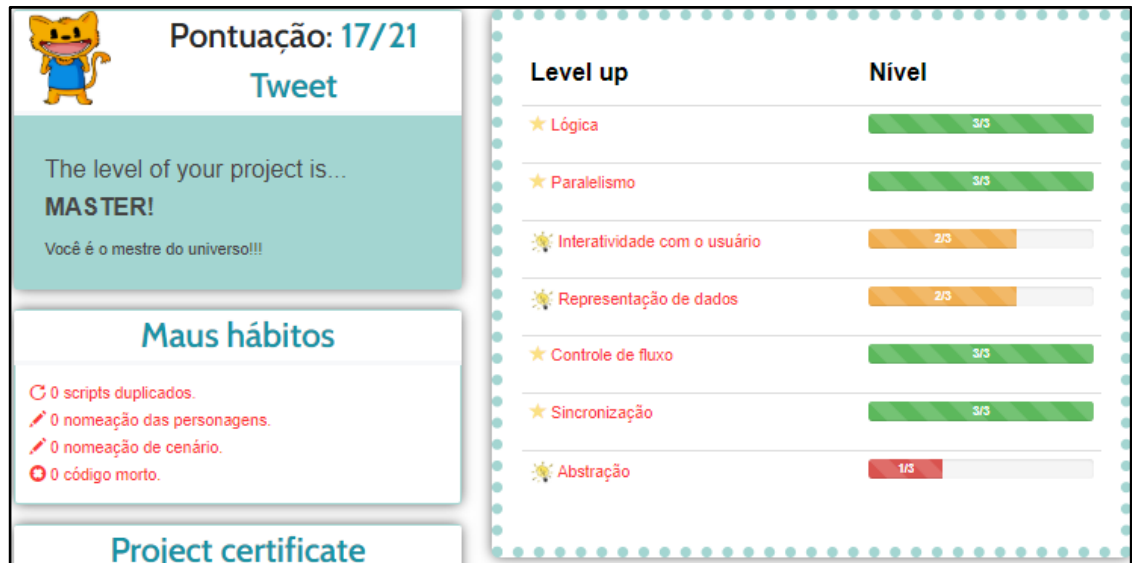 Pontuação: 17/21
Tweet
The level of your project is...
MASTER!
Você é o mestre do universo!!!
Maus hábitos
0 scripts duplicados.
0 nomeação das personagens.
0 nomeação de cenário.
0 código morto.
Project certificate
Level up Nível
Lógica 3/3
Paralelismo 3/3
Interatividade com o usuário 2/3
Representação de dados 2/3
Controle de fluxo 3/3
Sincronização 3/3
Abstração 1/3